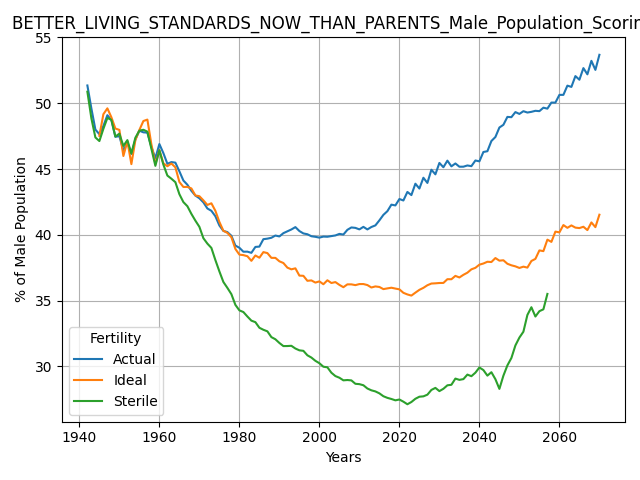 BETTER_LIVING_STANDARDS_NOW_THAN_PARENTS_Male_Population_Scorin
% of Male Population
55
50
45
40
35
30
Fertility
Actual
Ideal
Sterile
1940 1960 1980 2000 2020 2040 2060
Years